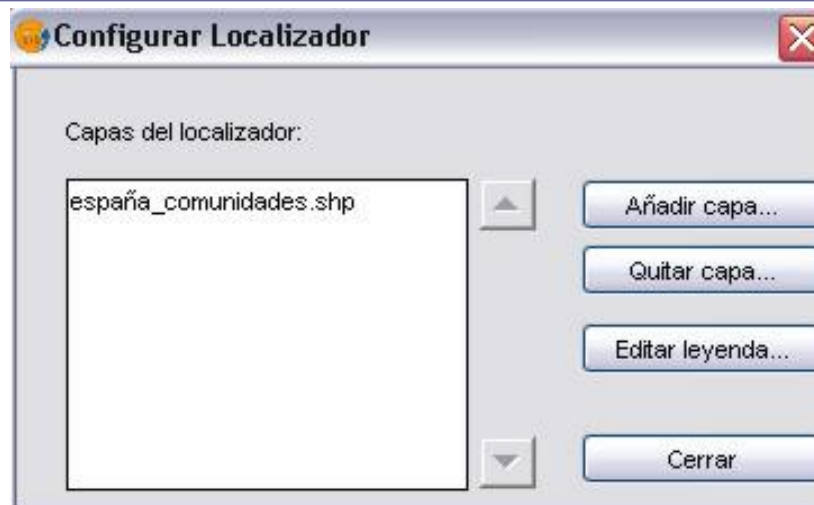 Configurar Localizador
Capas del localizador:
españa_comunidades.shp
Añadir capa...
Quitar capa...
Editar leyenda...
Cerrar